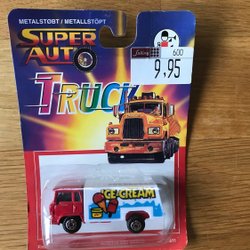 METALSTØBT / METALLSTÖPT
SUPER
AUTO
600
9,95
TRUCK
ICE-CREAM